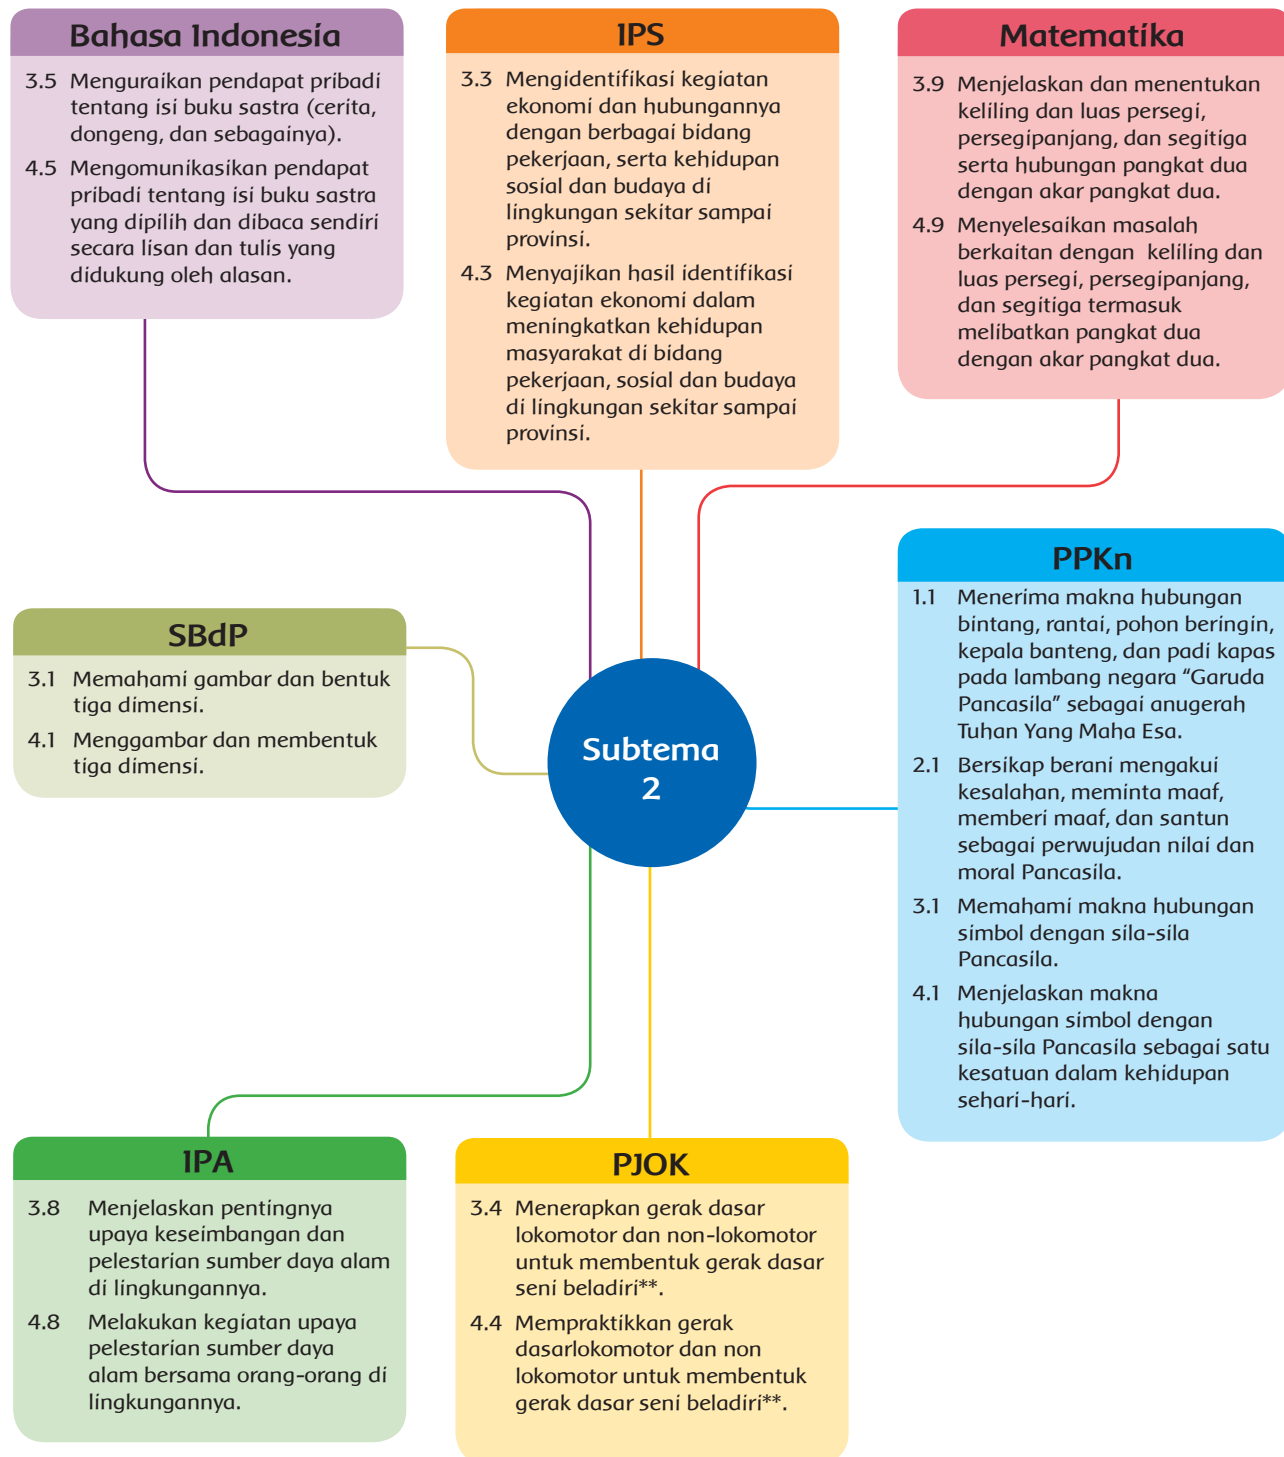 Bahasa Indonesia
3.5 Menguraikan pendapat pribadi
tentang isi buku sastra (cerita,
dongeng, dan sebagainya).
4.5 Mengomunikasikan pendapat
pribadi tentang isi buku sastra
yang dipilih dan dibaca sendiri
secara lisan dan tulis yang
didukung oleh alasan.
IPS
3.3 Mengidentifikasi kegiatan
ekonomi dan hubungannya
dengan berbagai bidang
pekerjaan, serta kehidupan
sosial dan budaya di
lingkungan sekitar sampai
provinsi.
4.3 Menyajikan hasil identifikasi
kegiatan ekonomi dalam
meningkatkan kehidupan
masyarakat di bidang
pekerjaan, sosial dan budaya
di lingkungan sekitar sampai
provinsi.
Matematika
3.9 Menjelaskan dan menentukan
keliling dan luas persegi,
persegipanjang, dan segitiga
serta hubungan pangkat dua
dengan akar pangkat dua.
4.9 Menyelesaikan masalah
berkaitan dengan keliling dan
luas persegi, persegipanjang,
dan segitiga termasuk
melibatkan pangkat dua
dengan akar pangkat dua.
SBdP
3.1 Memahami gambar dan bentuk
tiga dimensi.
4.1 Menggambar dan membentuk
tiga dimensi.
Subtema
2
PPKn
1.1 Menerima makna hubungan
bintang, rantai, pohon beringin,
kepala banteng, dan padi kapas
pada lambang negara “Garuda
Pancasila” sebagai anugerah
Tuhan Yang Maha Esa.
2.1 Bersikap berani mengakui
kesalahan, meminta maaf,
memberi maaf, dan santun
sebagai perwujudan nilai dan
moral Pancasila.
3.1 Memahami makna hubungan
simbol dengan sila-sila
Pancasila.
4.1 Menjelaskan makna
hubungan simbol dengan
sila-sila Pancasila sebagai satu
kesatuan dalam kehidupan
sehari-hari.
IPA
3.8 Menjelaskan pentingnya
upaya keseimbangan dan
pelestarian sumber daya alam
di lingkungannya.
4.8 Melakukan kegiatan upaya
pelestarian sumber daya
alam bersama orang-orang di
lingkungannya.
PJOK
3.4 Menerapkan gerak dasar
lokomotor dan non-lokomotor
untuk membentuk gerak dasar
seni beladiri**.
4.4 Mempraktikkan gerak
dasarlokomotor dan non
lokomotor untuk membentuk
gerak dasar seni beladiri**.